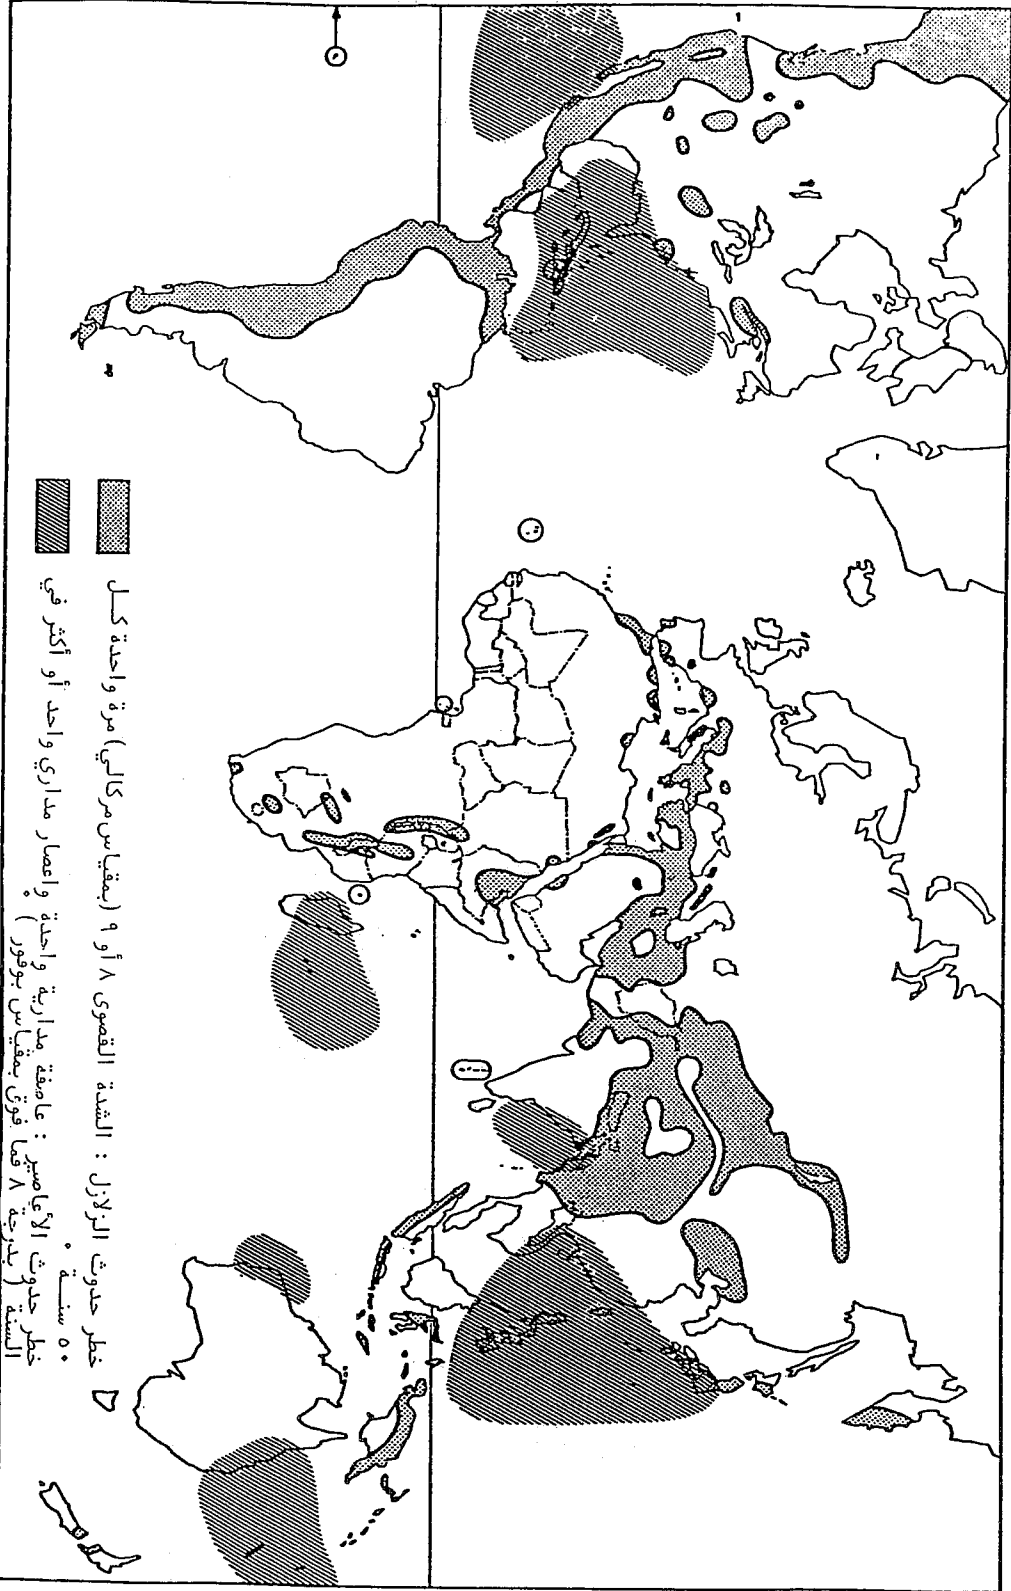 خطر حدوث الزلازل : الشدة القصوى ٨ أو ٩ (بمقياس مركالي) مرة واحدة كل
٥٠ سنة .
خطر حدوث الأعاصير : عاصفة مدارية واحدة وإعصار مداري واحد أو أكثر في
السنة ( بدرجة ٨ فما فوق بمقياس بوفور )